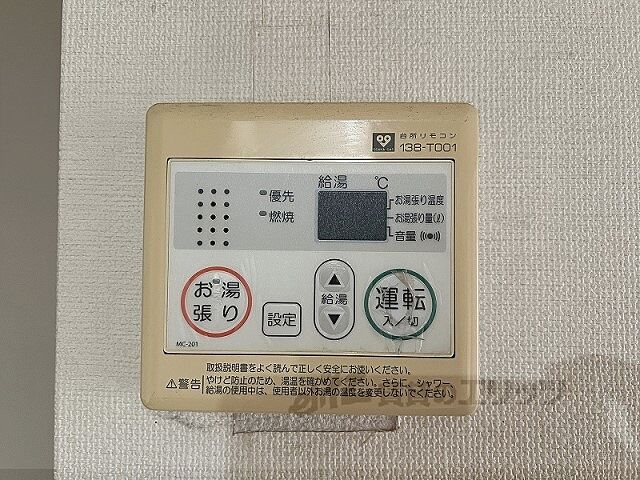 台所リモコン
138-T001
給湯 ℃
優先
燃焼
お湯張り温度
お湯張り量(ℓ)
音量
お湯
張り
設定
給湯
運転
入/切
MC-201
取扱説明書をよく読んで正しく安全にお使いください。
⚠警告
やけど防止のため、湯温を確かめてください。さらに、シャワー
給湯の使用中は、使用者以外お湯の温度を変更しないでください。